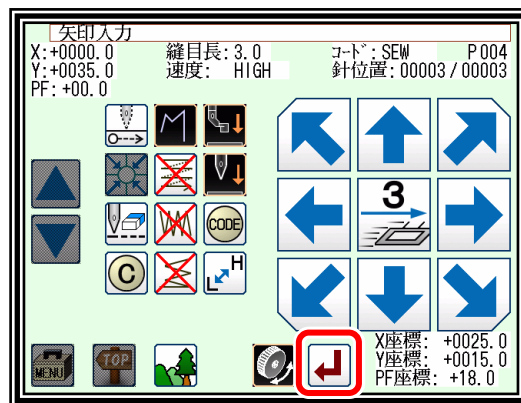 矢印入力
X:+0000.0 縫目長:3.0 コード:SEW P004
Y:+0035.0 速度: HIGH 針位置:00003/00003
PF:+00.0
3
CODE
C
H
X座標: +0025.0
Y座標: +0015.0
PF座標: +18.0
MENU
TOP